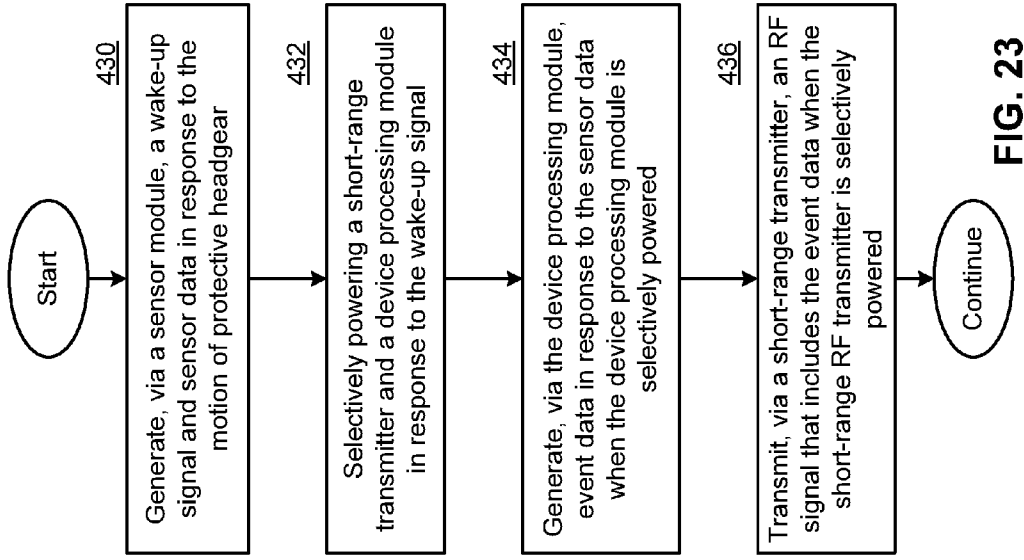 Start
430
Generate, via a sensor module, a wake-up
signal and sensor data in response to the
motion of protective headgear
432
Selectively powering a short-range
transmitter and a device processing module
in response to the wake-up signal
434
Generate, via the device processing module,
event data in response to the sensor data
when the device processing module is
selectively powered
436
Transmit, via a short-range transmitter, an RF
signal that includes the event data when the
short-range RF transmitter is selectively
powered
Continue
FIG. 23